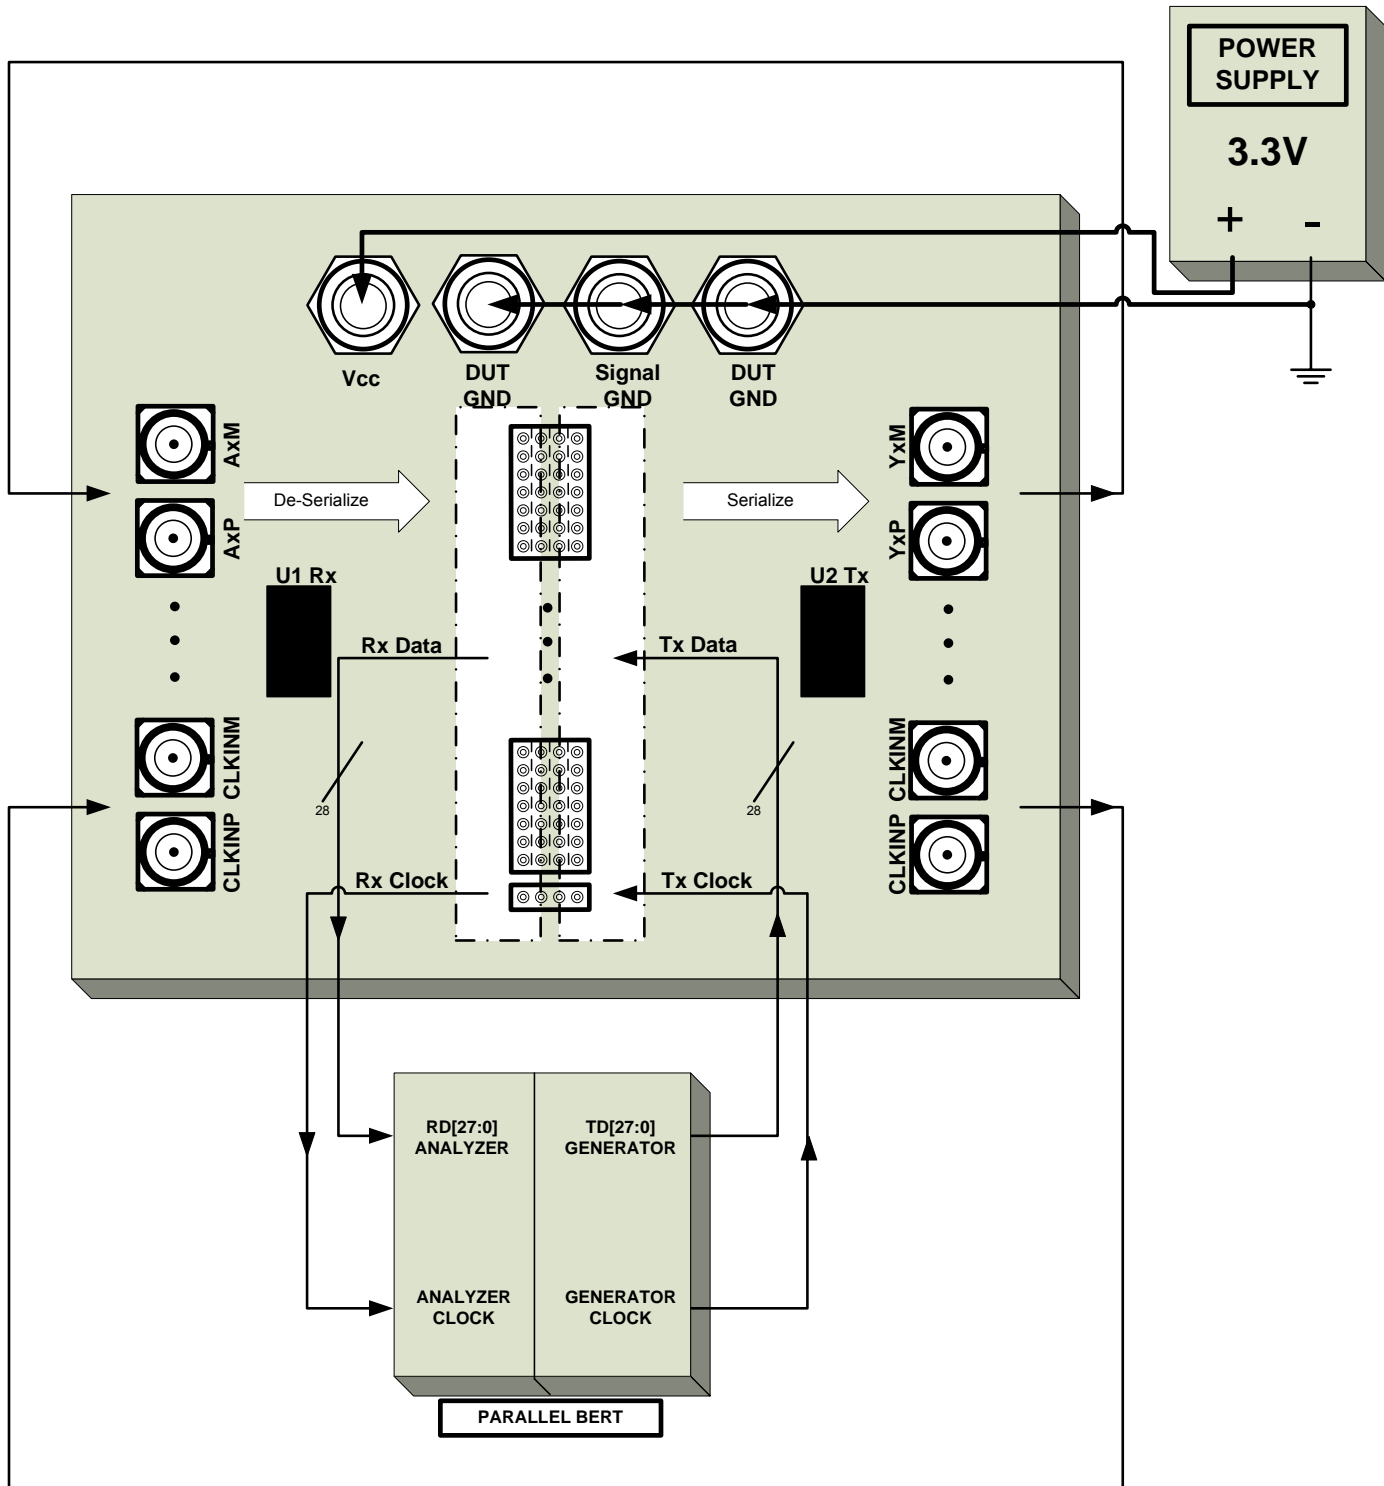 POWER
SUPPLY
3.3V
+ -
Vcc
DUT
GND
Signal
GND
DUT
GND
AxM
AxP
De-Serialize
Serialize
YxM
YxP
U1 Rx
U2 Tx
Rx Data
Tx Data
28
28
CLKINM
CLKINP
CLKINM
CLKINP
Rx Clock
Tx Clock
RD[27:0]
ANALYZER
TD[27:0]
GENERATOR
ANALYZER
CLOCK
GENERATOR
CLOCK
PARALLEL BERT